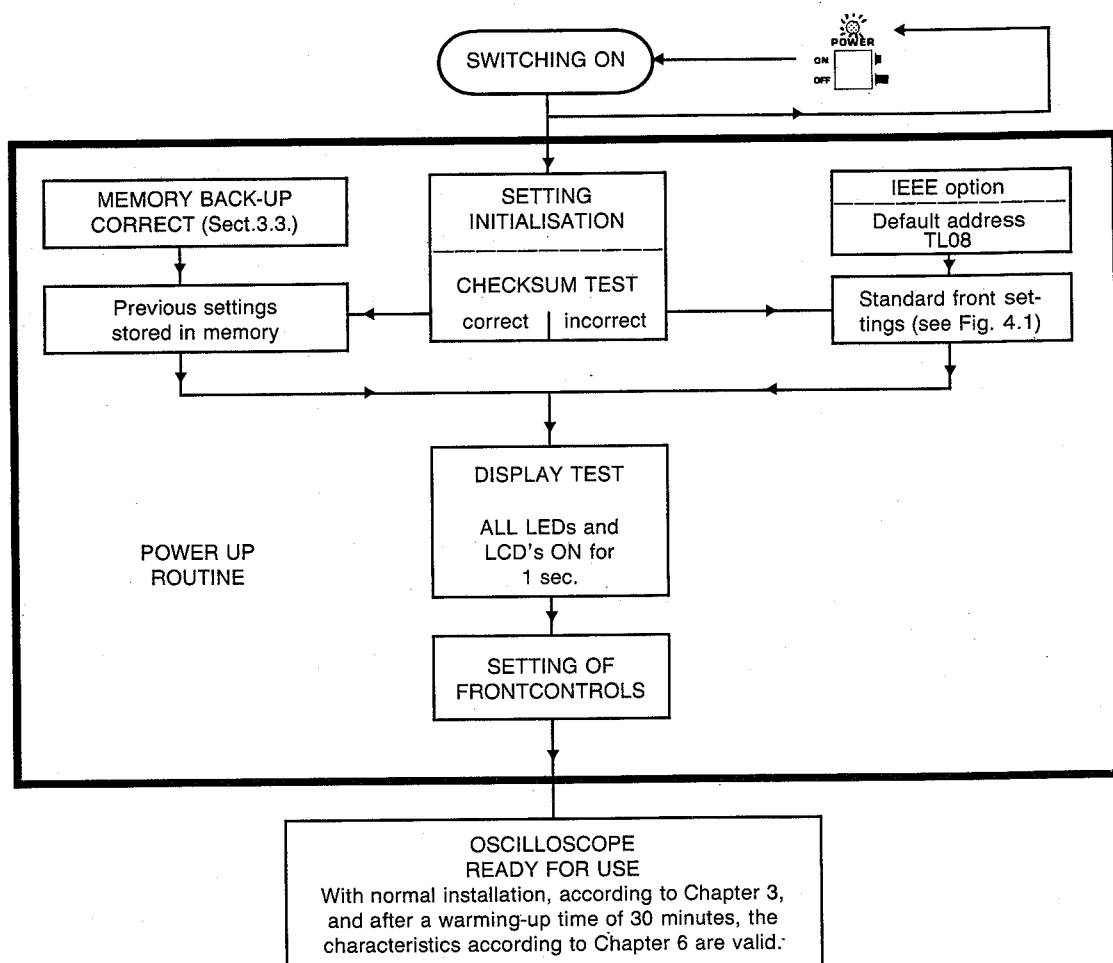 POWER
ON
OFF
SWITCHING ON
MEMORY BACK-UP
CORRECT (Sect.3.3.)
Previous settings
stored in memory
SETTING
INITIALISATION
CHECKSUM TEST
correct incorrect
IEEE option
Default address
TL08
Standard front set-
tings (see Fig. 4.1)
DISPLAY TEST
ALL LEDs and
LCD's ON for
1 sec.
POWER UP
ROUTINE
SETTING OF
FRONTCONTROLS
OSCILLOSCOPE
READY FOR USE
With normal installation, according to Chapter 3,
and after a warming-up time of 30 minutes, the
characteristics according to Chapter 6 are valid.